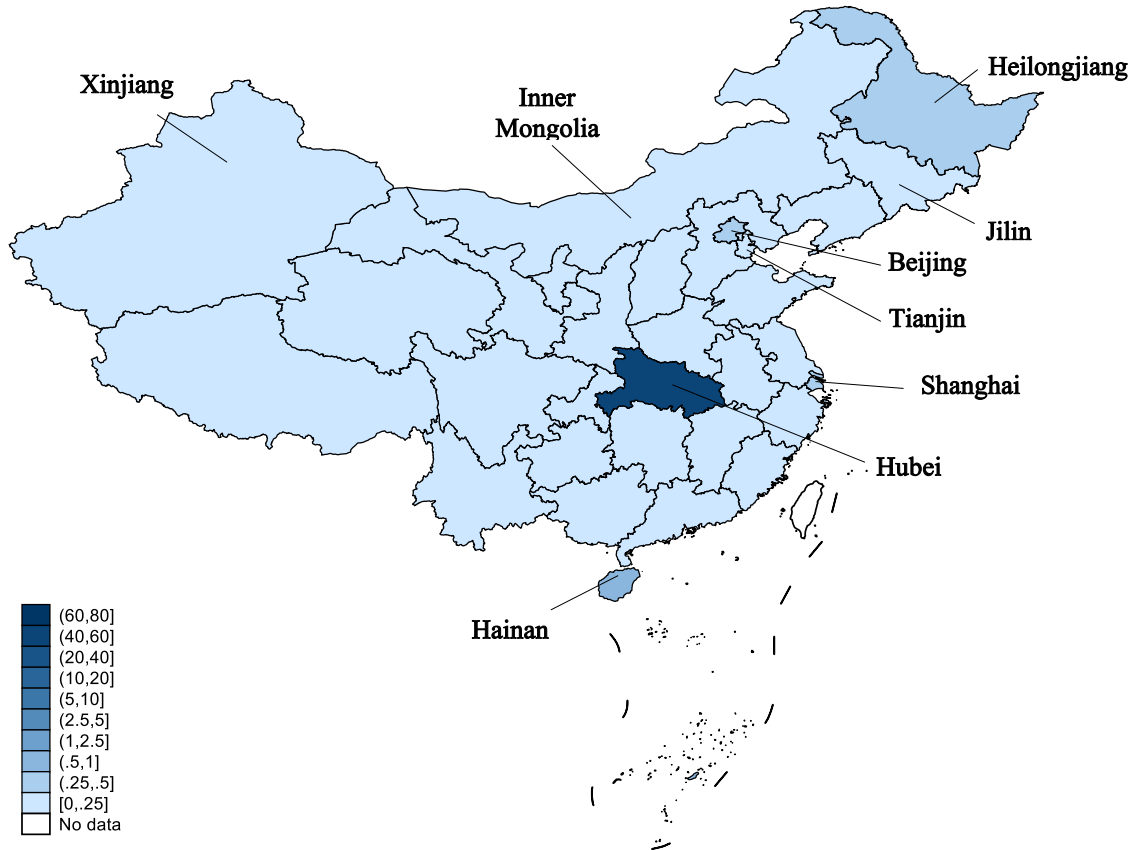 Heilongjiang
Xinjiang
Inner
Mongolia
Jilin
Beijing
Tianjin
Shanghai
Hubei
Hainan
(60,80]
(40,60]
(20,40]
(10,20]
(5,10]
(2.5,5]
(1,2.5]
(.5,1]
(.25,.5]
[0,.25]
No data